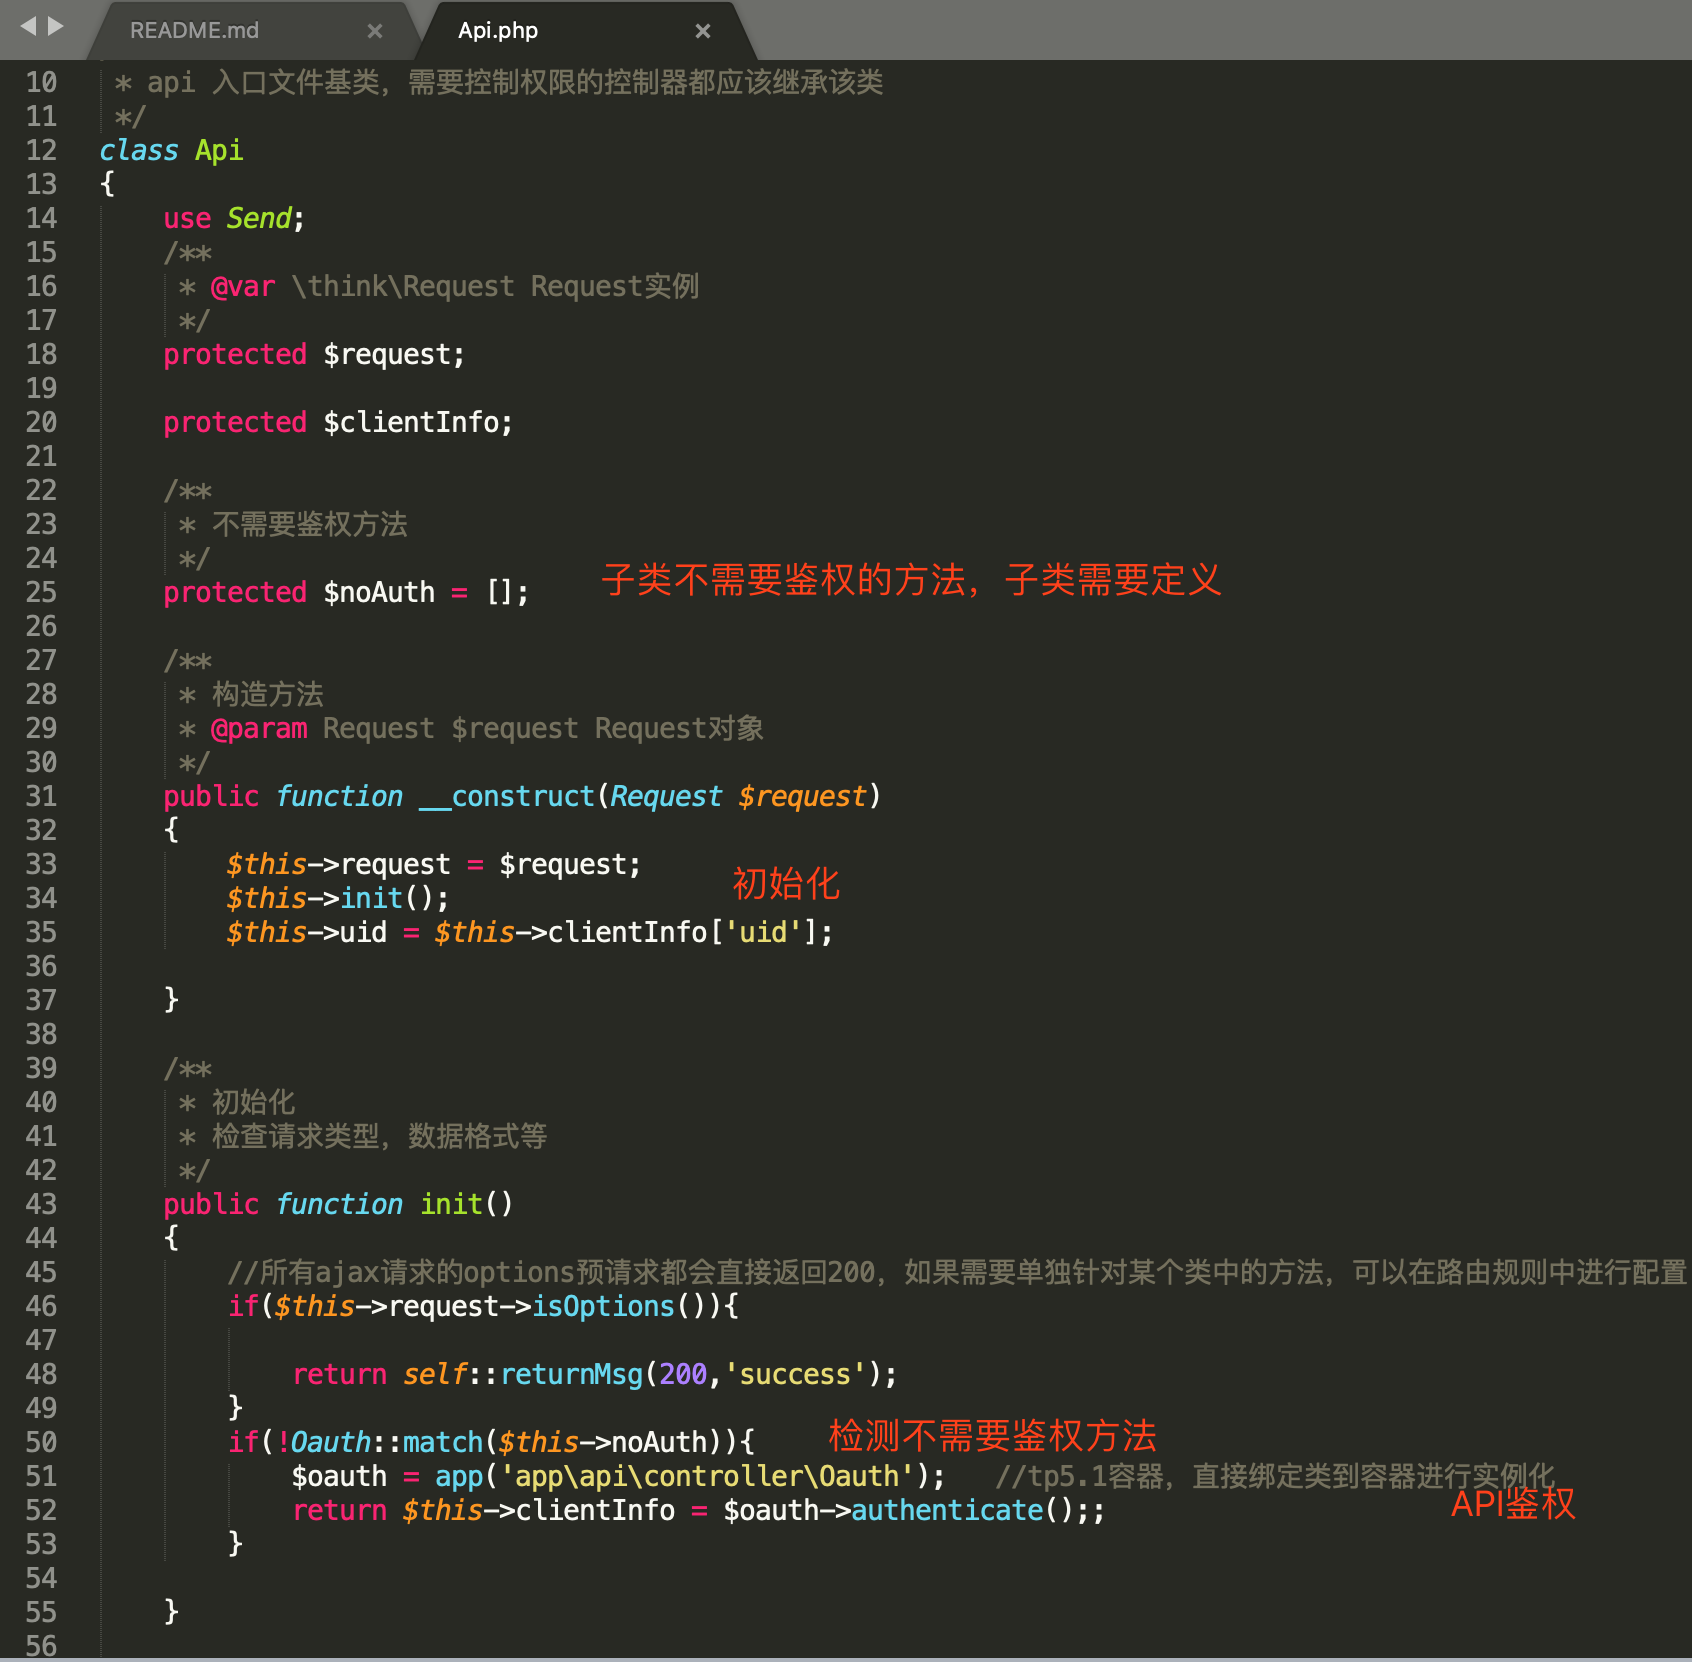 README.md
Api.php
10 * api 入口文件基类，需要控制权限的控制器都应该继承该类
11 */
12 class Api
13 {
14 use Send;
15 /**
16 * @var \think\Request Request实例
17 */
18 protected $request;
19
20 protected $clientInfo;
21
22 /**
23 * 不需要鉴权方法
24 */
25 protected $noAuth = []; 子类不需要鉴权的方法，子类需要定义
26
27 /**
28 * 构造方法
29 * @param Request $request Request对象
30 */
31 public function __construct(Request $request)
32 {
33 $this->request = $request;
初始化
34 $this->init();
35 $this->uid = $this->clientInfo['uid'];
36
37 }
38
39 /**
40 * 初始化
41 * 检查请求类型，数据格式等
42 */
43 public function init()
44 {
45 //所有ajax请求的options预请求都会直接返回200，如果需要单独针对某个类中的方法，可以在路由规则中进行配置
46 if($this->request->isOptions()){
47
48 return self::returnMsg(200,'success');
49 }
50 if(!Oauth::match($this->noAuth)){ 检测不需要鉴权方法
51 $oauth = app('app\api\controller\Oauth'); //tp5.1容器，直接绑定类到容器进行实例化
52 return $this->clientInfo = $oauth->authenticate();; API鉴权
53 }
54
55 }
56